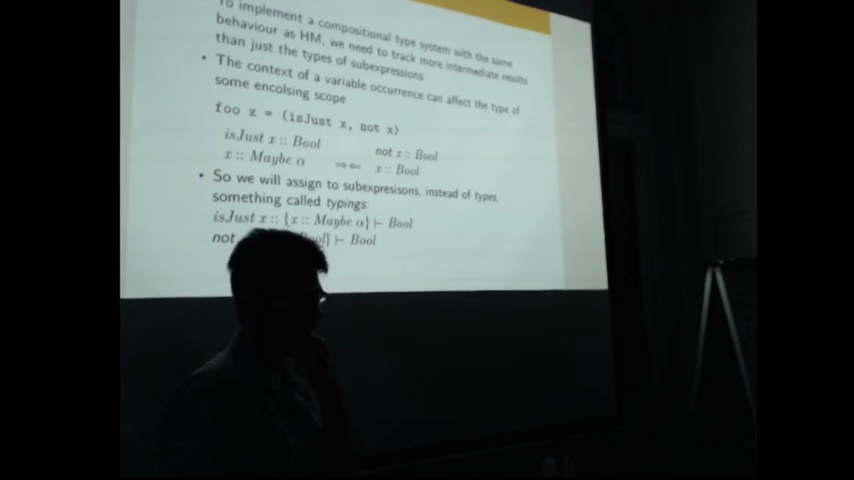 To implement a compositional type system with the same
behaviour as HM, we need to track more intermediate results
than just the types of subexpressions
• The context of a variable occurrence can affect the type of
some encolsing scope
foo x = (isJust x, not x)
isJust x :: Bool not x :: Bool
x :: Maybe α ⇒⇐ x :: Bool
• So we will assign to subexpresisons, instead of types,
something called typings:
isJust x :: {x :: Maybe α} ⊢ Bool
not Bool} ⊢ Bool